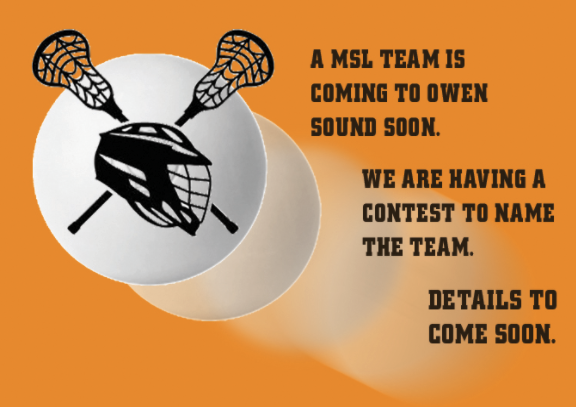 A MSL TEAM IS
COMING TO OWEN
SOUND SOON.
WE ARE HAVING A
CONTEST TO NAME
THE TEAM.
DETAILS TO
COME SOON.